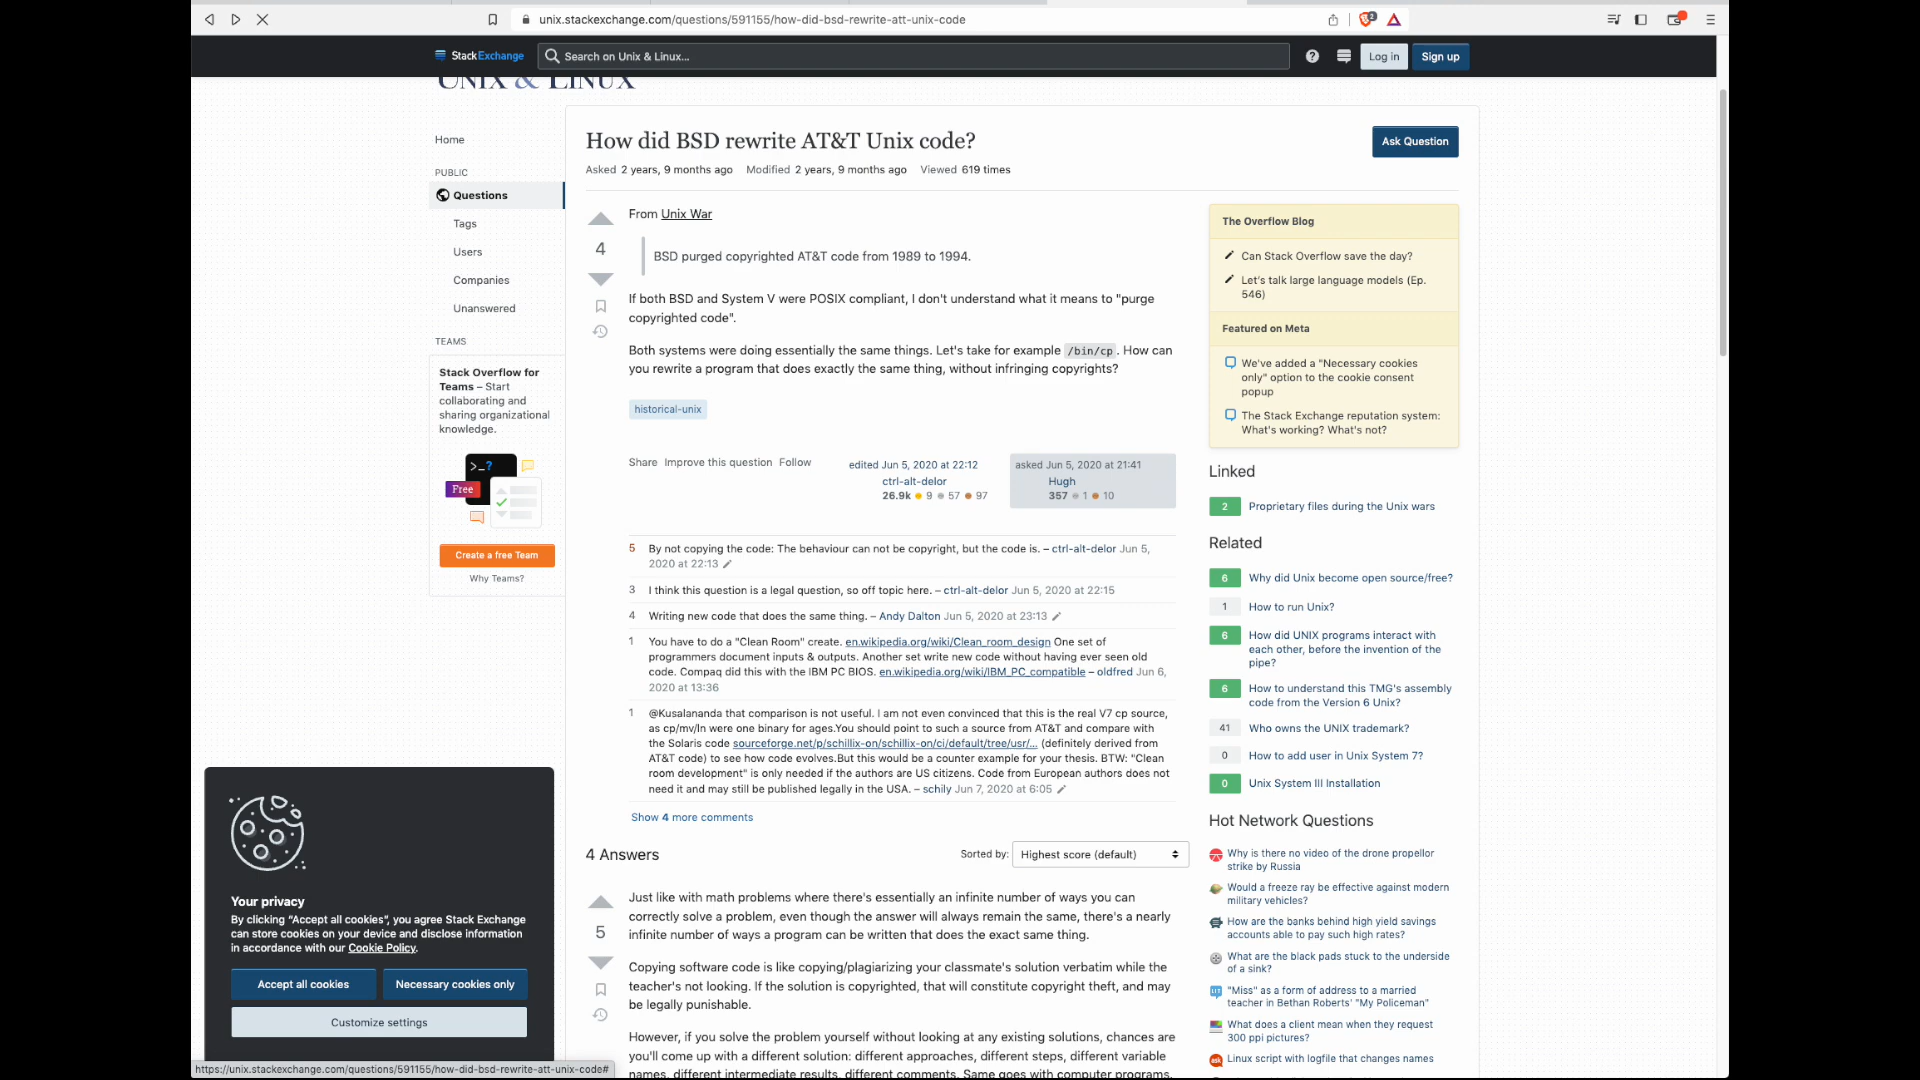 unix.stackexchange.com/questions/591155/how-did-bsd-rewrite-att-unix-code
StackExchange
Search on Unix & Linux...
Log in
Sign up
UNIX & LINUX
Home
PUBLIC
Questions
Tags
Users
Companies
Unanswered
TEAMS
Stack Overflow for
Teams – Start
collaborating and
sharing organizational
knowledge.
>_?
Free
Create a free Team
Why Teams?
How did BSD rewrite AT&T Unix code?
Ask Question
Asked 2 years, 9 months ago Modified 2 years, 9 months ago Viewed 619 times
4
From Unix War
BSD purged copyrighted AT&T code from 1989 to 1994.
If both BSD and System V were POSIX compliant, I don't understand what it means to "purge
copyrighted code".
Both systems were doing essentially the same things. Let's take for example /bin/cp. How can
you rewrite a program that does exactly the same thing, without infringing copyrights?
historical-unix
Share Improve this question Follow
edited Jun 5, 2020 at 22:12
ctrl-alt-delor
26.9k 9 57 97
asked Jun 5, 2020 at 21:41
Hugh
357 1 10
5 By not copying the code: The behaviour can not be copyright, but the code is. – ctrl-alt-delor Jun 5,
2020 at 22:13
3 I think this question is a legal question, so off topic here. – ctrl-alt-delor Jun 5, 2020 at 22:15
4 Writing new code that does the same thing. – Andy Dalton Jun 5, 2020 at 23:13
1 You have to do a "Clean Room" create. en.wikipedia.org/wiki/Clean_room_design One set of
programmers document inputs & outputs. Another set write new code without having ever seen old
code. Compaq did this with the IBM PC BIOS. en.wikipedia.org/wiki/IBM_PC_compatible – oldfred Jun 6,
2020 at 13:36
1 @Kusalananda that comparison is not useful. I am not even convinced that this is the real V7 cp source,
as cp/mv/ln were one binary for ages.You should point to such a source from AT&T and compare with
the Solaris code sourceforge.net/p/schillix-on/schillix-on/ci/default/tree/usr/... (definitely derived from
AT&T code) to see how code evolves.But this would be a counter example for your thesis. BTW: "Clean
room development" is only needed if the authors are US citizens. Code from European authors does not
need it and may still be published legally in the USA. – schily Jun 7, 2020 at 6:05
Show 4 more comments
4 Answers
Sorted by:
Highest score (default)
5
Just like with math problems where there's essentially an infinite number of ways you can
correctly solve a problem, even though the answer will always remain the same, there's a nearly
infinite number of ways a program can be written that does the exact same thing.
Copying software code is like copying/plagiarizing your classmate's solution verbatim while the
teacher's not looking. If the solution is copyrighted, that will constitute copyright theft, and may
be legally punishable.
However, if you solve the problem yourself without looking at any existing solutions, chances are
you'll come up with a different solution: different approaches, different steps, different variable
names, different intermediate results, different comments. Same goes with computer programs.
The Overflow Blog
Can Stack Overflow save the day?
Let's talk large language models (Ep.
546)
Featured on Meta
We've added a "Necessary cookies
only" option to the cookie consent
popup
The Stack Exchange reputation system:
What's working? What's not?
Linked
2 Proprietary files during the Unix wars
Related
6 Why did Unix become open source/free?
1 How to run Unix?
6 How did UNIX programs interact with
each other, before the invention of the
pipe?
6 How to understand this TMG's assembly
code from the Version 6 Unix?
41 Who owns the UNIX trademark?
0 How to add user in Unix System 7?
0 Unix System III Installation
Hot Network Questions
Why is there no video of the drone propellor
strike by Russia
Would a freeze ray be effective against modern
military vehicles?
How are the banks behind high yield savings
accounts able to pay such high rates?
What are the black pads stuck to the underside
of a sink?
"Miss" as a form of address to a married
teacher in Bethan Roberts' "My Policeman"
What does a client mean when they request
300 ppi pictures?
Linux script with logfile that changes names
Your privacy
By clicking “Accept all cookies”, you agree Stack Exchange
can store cookies on your device and disclose information
in accordance with our Cookie Policy.
Accept all cookies
Necessary cookies only
Customize settings
https://unix.stackexchange.com/questions/591155/how-did-bsd-rewrite-att-unix-code#